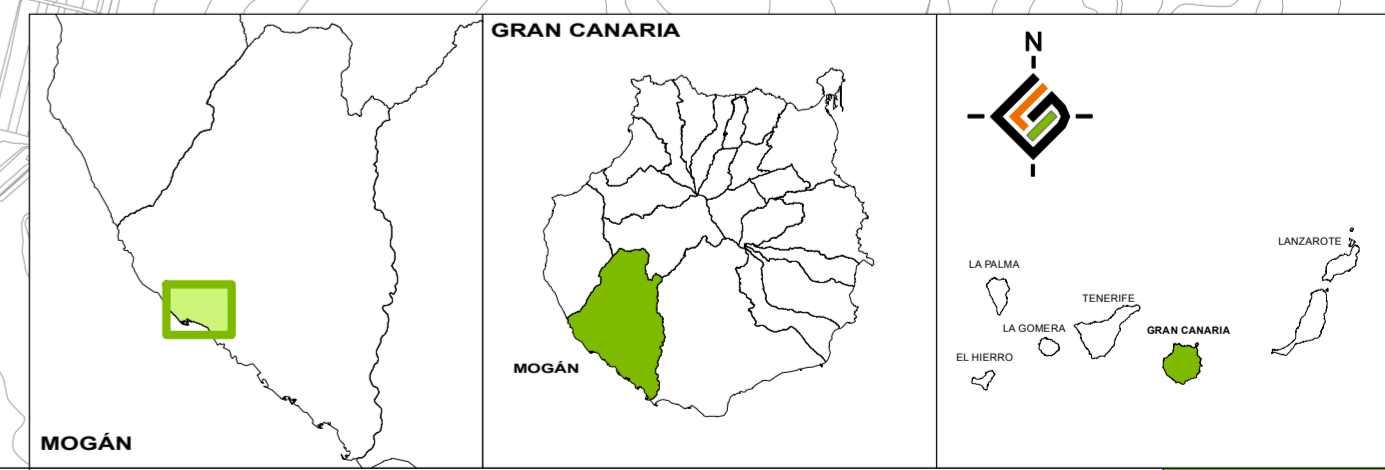 MOGÁN
GRAN CANARIA
MOGÁN
N
LANZAROTE
LA PALMA
TENERIFE
LA GOMERA
GRAN CANARIA
EL HIERRO